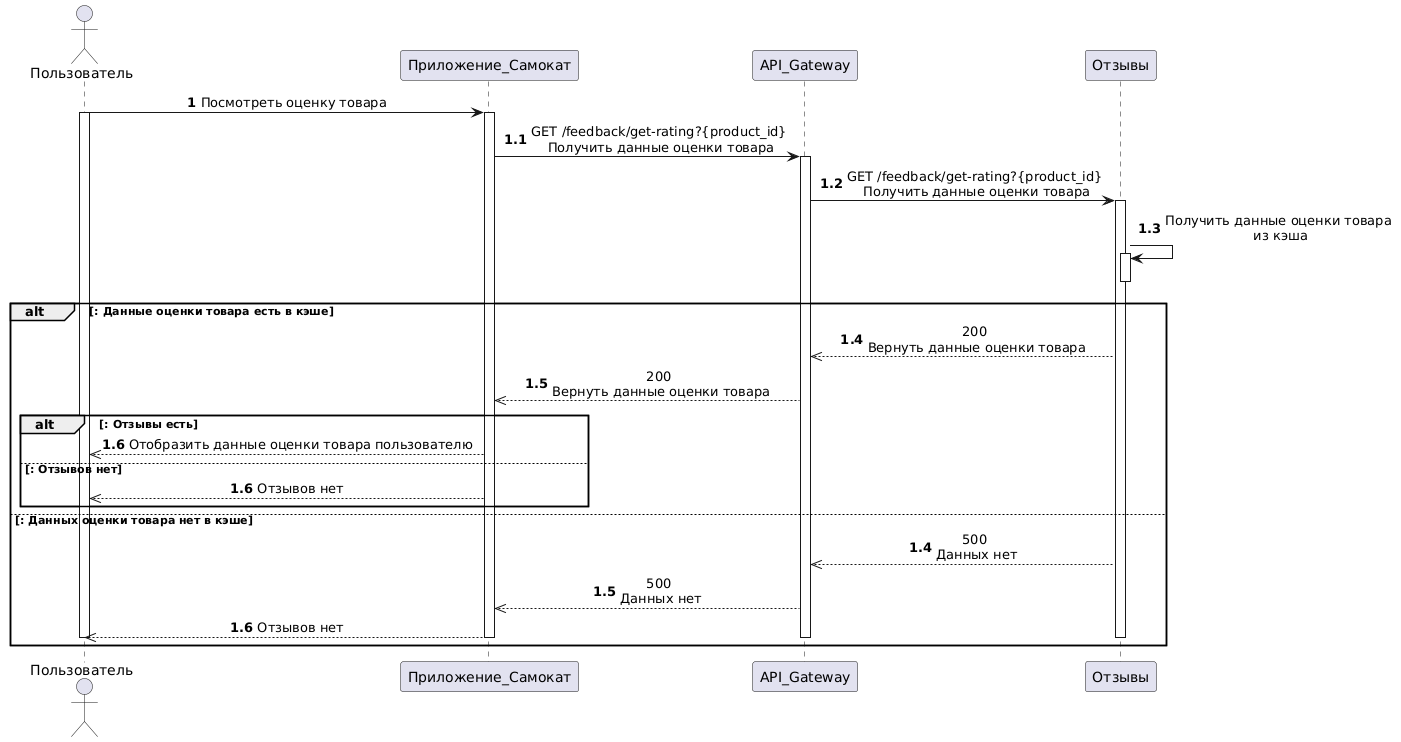 Пользователь
Приложение_Самокат
API_Gateway
Отзывы
1 Посмотреть оценку товара
1.1 GET /feedback/get-rating?{product_id}
Получить данные оценки товара
1.2 GET /feedback/get-rating?{product_id}
Получить данные оценки товара
1.3 Получить данные оценки товара
из кэша
alt [: Данные оценки товара есть в кэше]
200
1.4 Вернуть данные оценки товара
200
1.5 Вернуть данные оценки товара
alt [: Отзывы есть]
1.6 Отобразить данные оценки товара пользователю
[: Отзывов нет]
1.6 Отзывов нет
[: Данных оценки товара нет в кэше]
500
1.4 Данных нет
500
1.5 Данных нет
1.6 Отзывов нет
Пользователь
Приложение_Самокат
API_Gateway
Отзывы